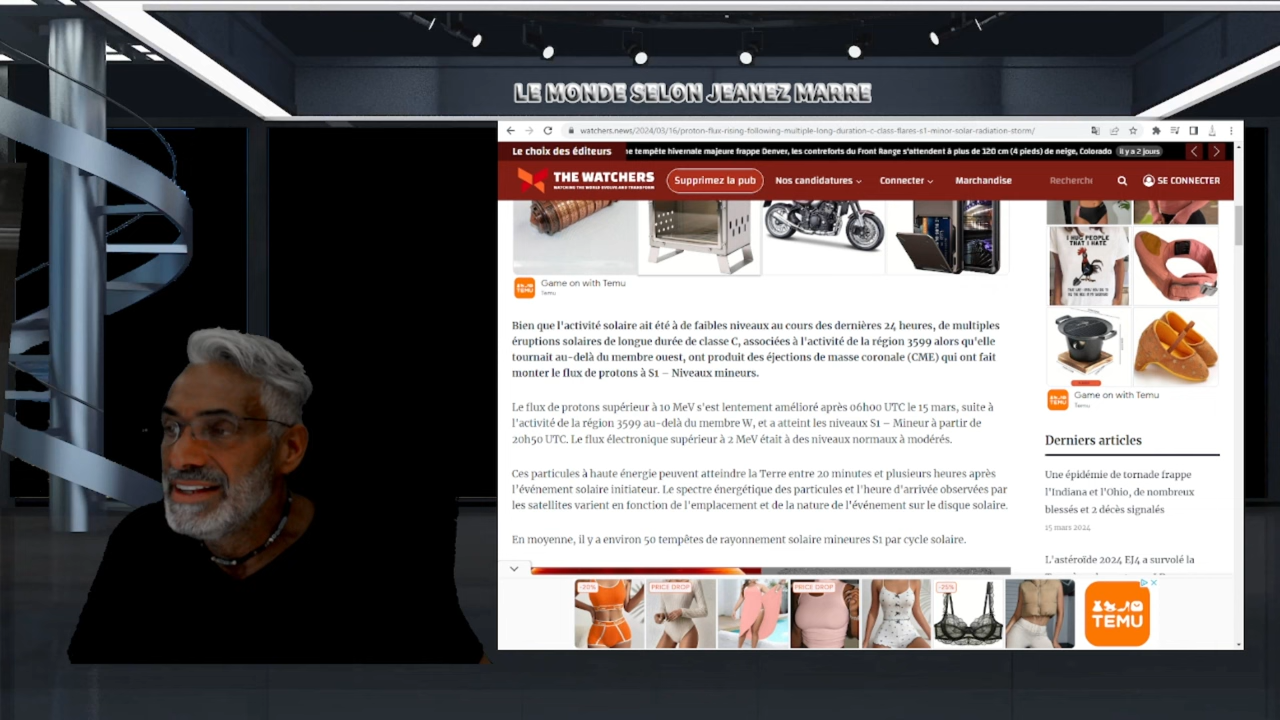 LE MONDE SELON JEANEZ MARRE
watchers.news/2024/03/16/proton-flux-rising-following-multiple-long-duration-c-class-flares-s1-minor-solar-radiation-storm/
Le choix des éditeurs
tempête hivernale majeure frappe Denver, les contreforts du Front Range s'attendent à plus de 120 cm (4 pieds) de neige, Colorado
il y a 2 jours
THE WATCHERS
WATCHING THE WORLD EVOLVE AND TRANSFORM
Supprimez la pub
Nos candidatures
Connecter
Marchandise
Recherche
SE CONNECTER
Game on with Temu
Temu
Bien que l'activité solaire ait été à de faibles niveaux au cours des dernières 24 heures, de multiples
éruptions solaires de longue durée de classe C, associées à l'activité de la région 3599 alors qu'elle
tournait au-delà du membre ouest, ont produit des éjections de masse coronale (CME) qui ont fait
monter le flux de protons à S1 – Niveaux mineurs.
Le flux de protons supérieur à 10 MeV s'est lentement amélioré après 06h00 UTC le 15 mars, suite à
l'activité de la région 3599 au-delà du membre W, et a atteint les niveaux S1 – Mineur à partir de
20h50 UTC. Le flux électronique supérieur à 2 MeV était à des niveaux normaux à modérés.
Ces particules à haute énergie peuvent atteindre la Terre entre 20 minutes et plusieurs heures après
l'événement solaire initiateur. Le spectre énergétique des particules et l'heure d'arrivée observées par
les satellites varient en fonction de l'emplacement et de la nature de l'événement sur le disque solaire.
En moyenne, il y a environ 50 tempêtes de rayonnement solaire mineures S1 par cycle solaire.
I HUG PEOPLE
THAT I HATE
Game on with Temu
Temu
Derniers articles
Une épidémie de tornade frappe
l'Indiana et l'Ohio, de nombreux
blessés et 2 décès signalés
15 mars 2024
L'astéroïde 2024 EJ4 a survolé la
PRICE DROP
PRICE DROP
-25%
TEMU